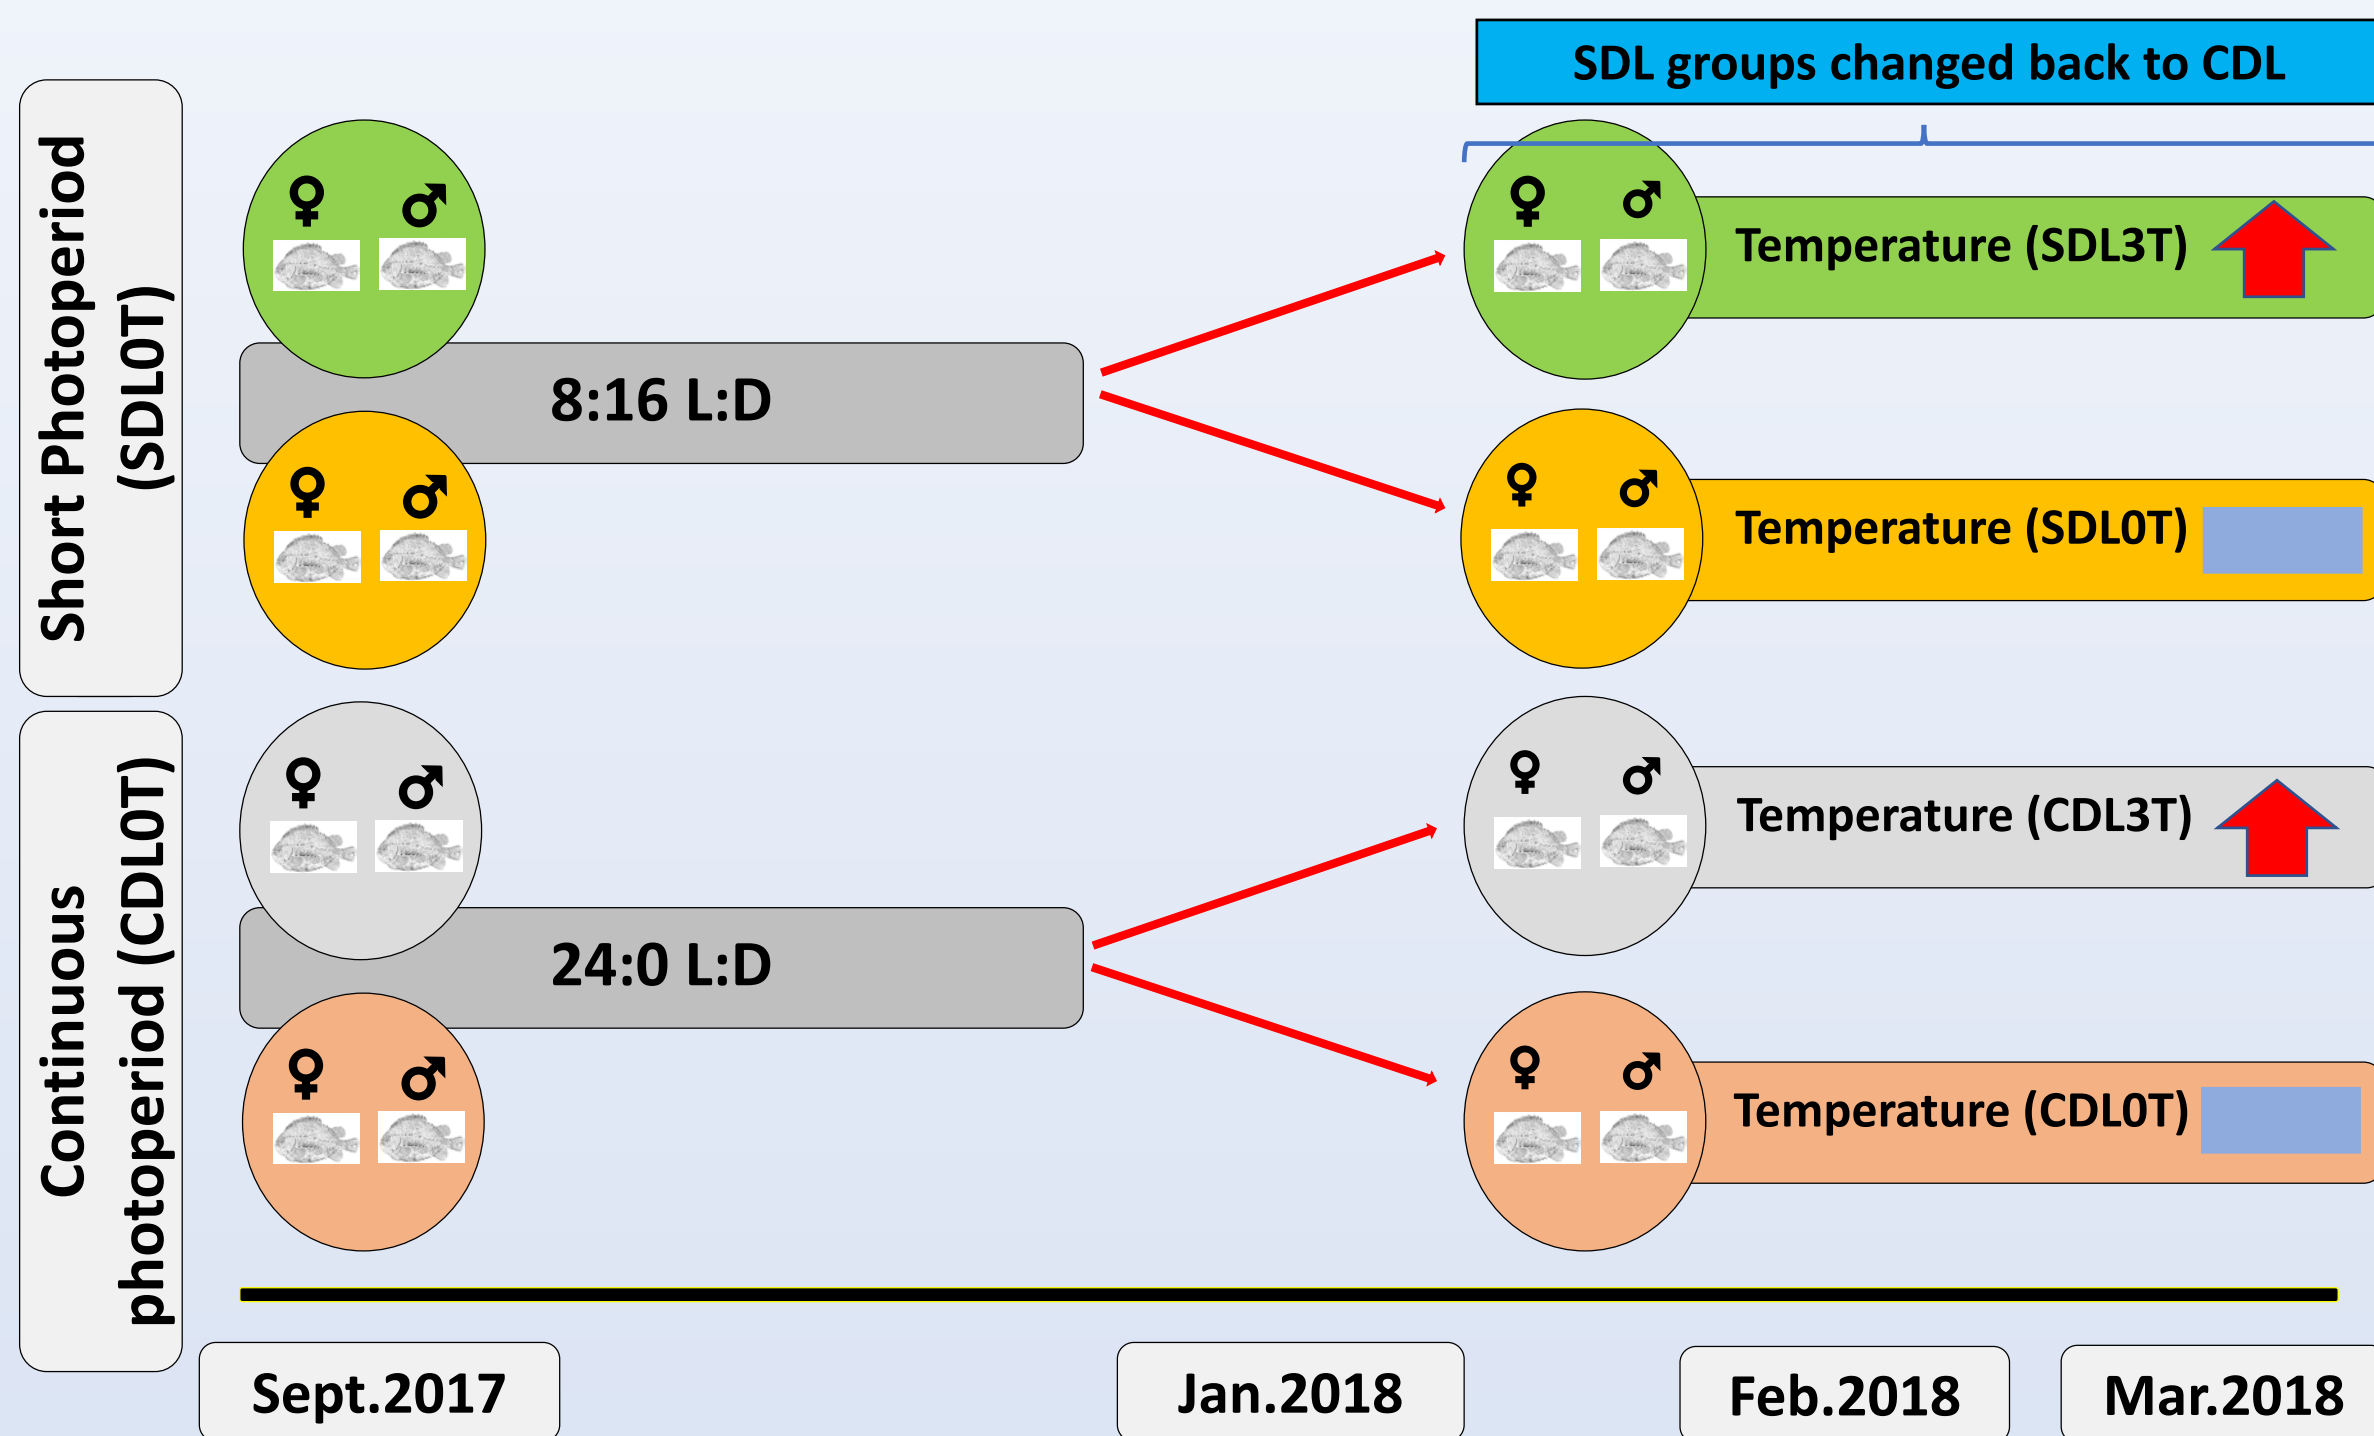 SDL groups changed back to CDL
Short Photoperiod
(SDL0T)
♀ ♂
♀ ♂
Temperature (SDL3T)
8:16 L:D
♀ ♂
♀ ♂
Temperature (SDL0T)
Continuous
photoperiod (CDL0T)
♀ ♂
♀ ♂
Temperature (CDL3T)
24:0 L:D
♀ ♂
♀ ♂
Temperature (CDL0T)
Sept.2017
Jan.2018
Feb.2018
Mar.2018